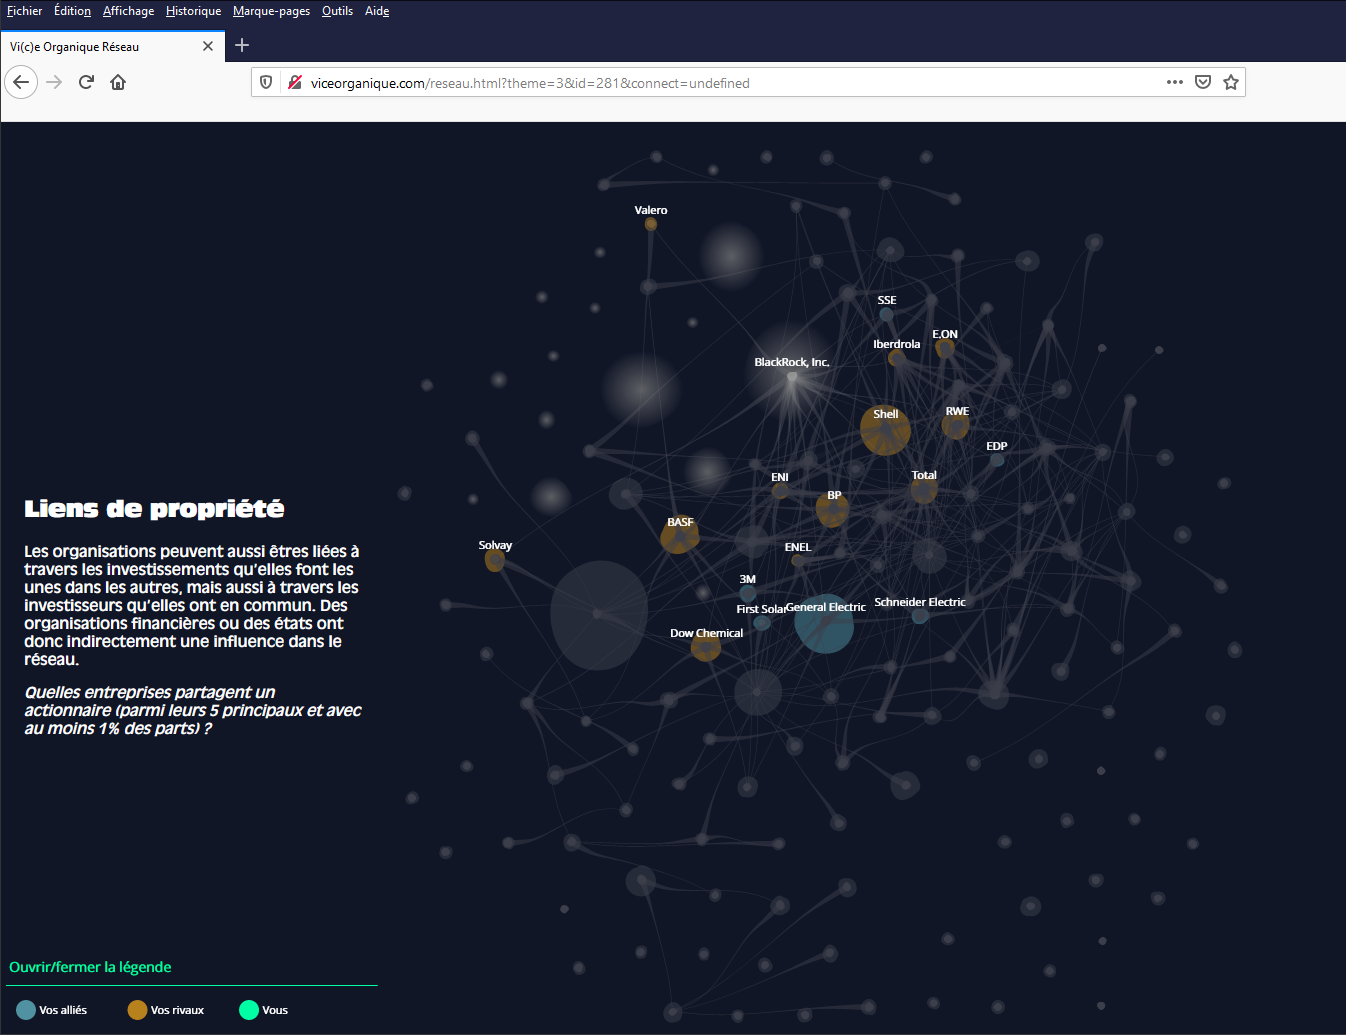 Fichier Édition Affichage Historique Marque-pages Outils Aide
Vi(c)e Organique Réseau
viceorganique.com/reseau.html?theme=3&id=281&connect=undefined
Valero
SSE
E.ON
Iberdrola
BlackRock, Inc.
Shell
RWE
EDP
ENI
Total
BP
BASF
Solvay
ENEL
3M
First Solar
General Electric
Schneider Electric
Dow Chemical
Liens de propriété
Les organisations peuvent aussi êtres liées à
travers les investissements qu'elles font les
unes dans les autres, mais aussi à travers les
investisseurs qu'elles ont en commun. Des
organisations financières ou des états ont
donc indirectement une influence dans le
réseau.
Quelles entreprises partagent un
actionnaire (parmi leurs 5 principaux et avec
au moins 1% des parts) ?
Ouvrir/fermer la légende
Vos alliés Vos rivaux Vous